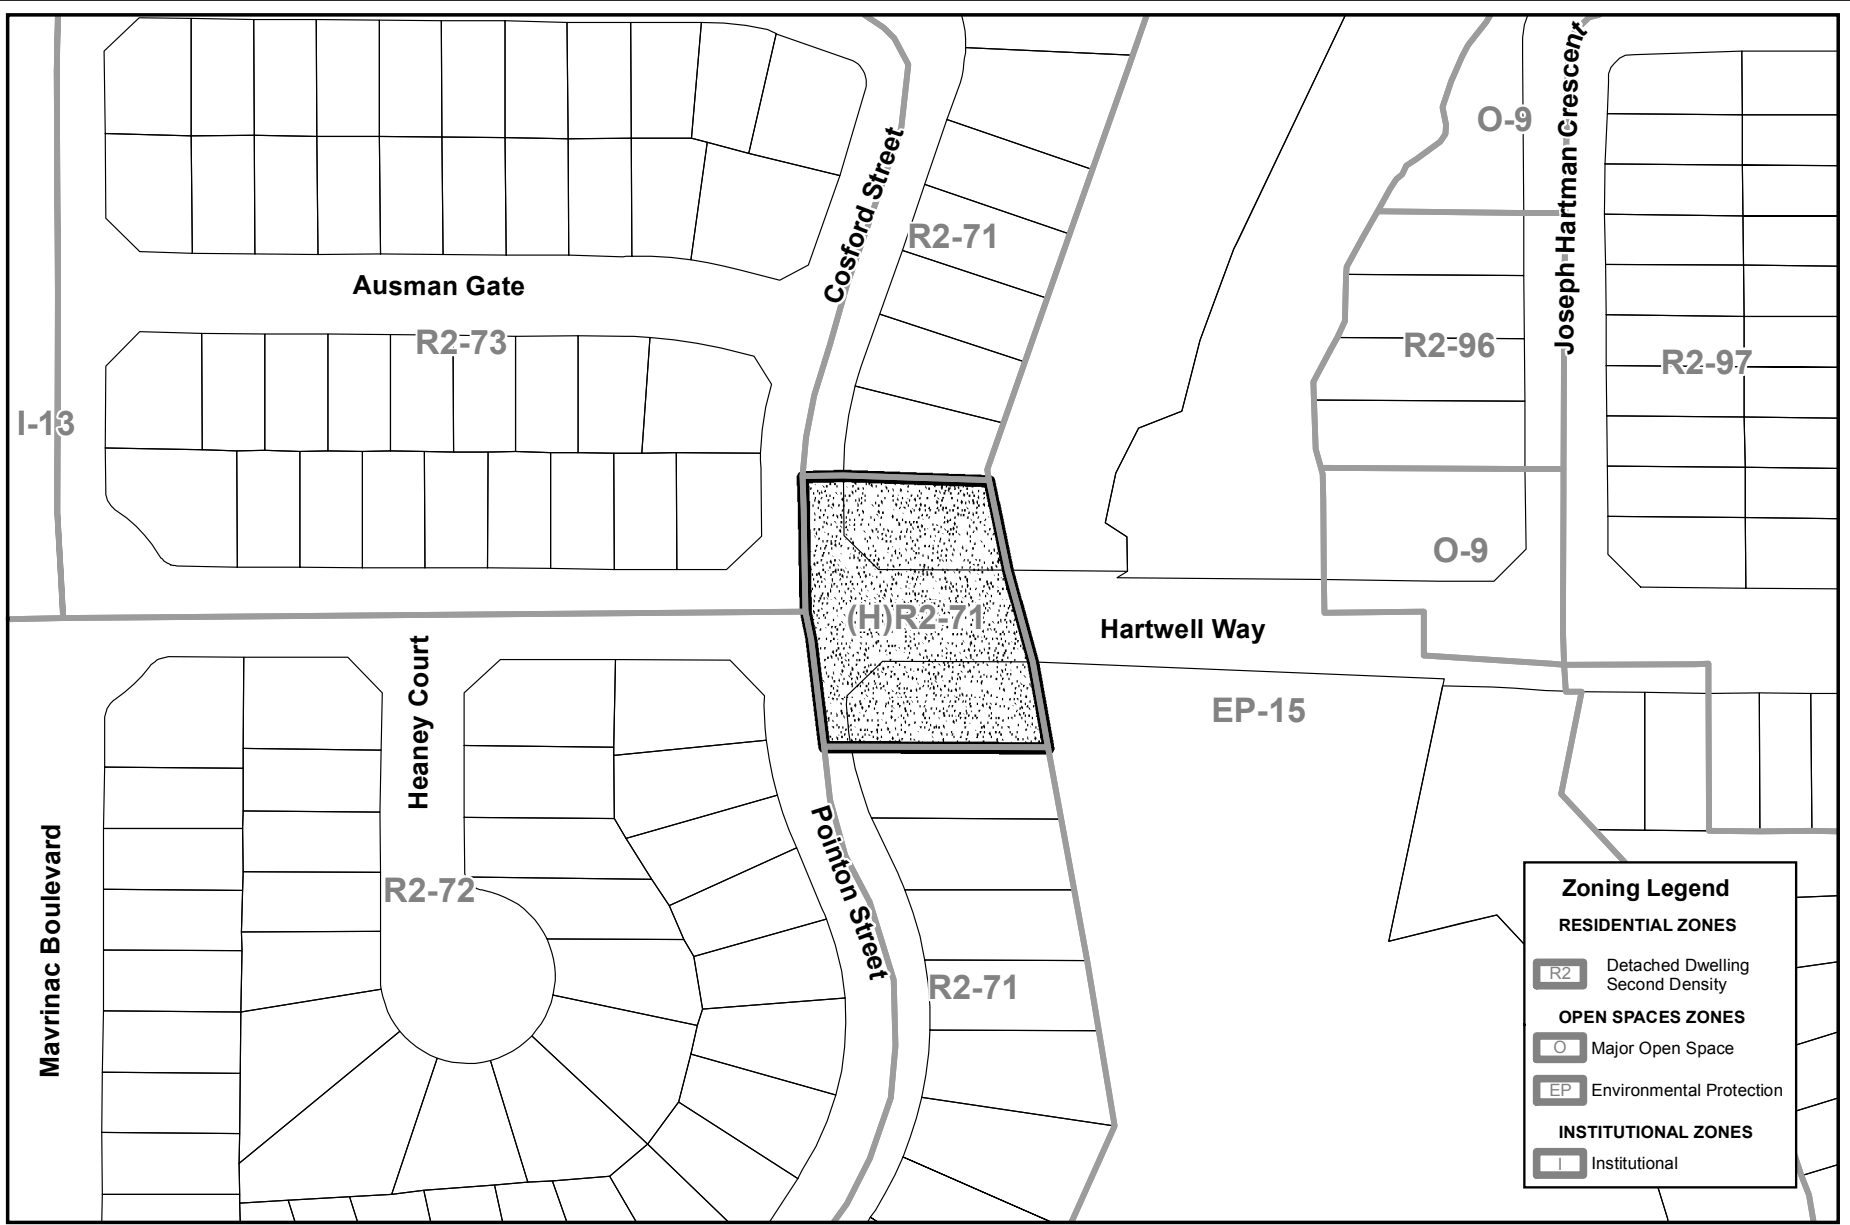 O-9
Joseph Hartman Crescent
Cosford Street
R2-71
Ausman Gate
R2-73
R2-96
R2-97
I-13
O-9
(H)R2-71
Hartwell Way
Heaney Court
EP-15
Mavrinac Boulevard
Pointon Street
R2-72
R2-71
Zoning Legend
RESIDENTIAL ZONES
R2
Detached Dwelling
Second Density
OPEN SPACES ZONES
O Major Open Space
EP Environmental Protection
INSTITUTIONAL ZONES
I Institutional